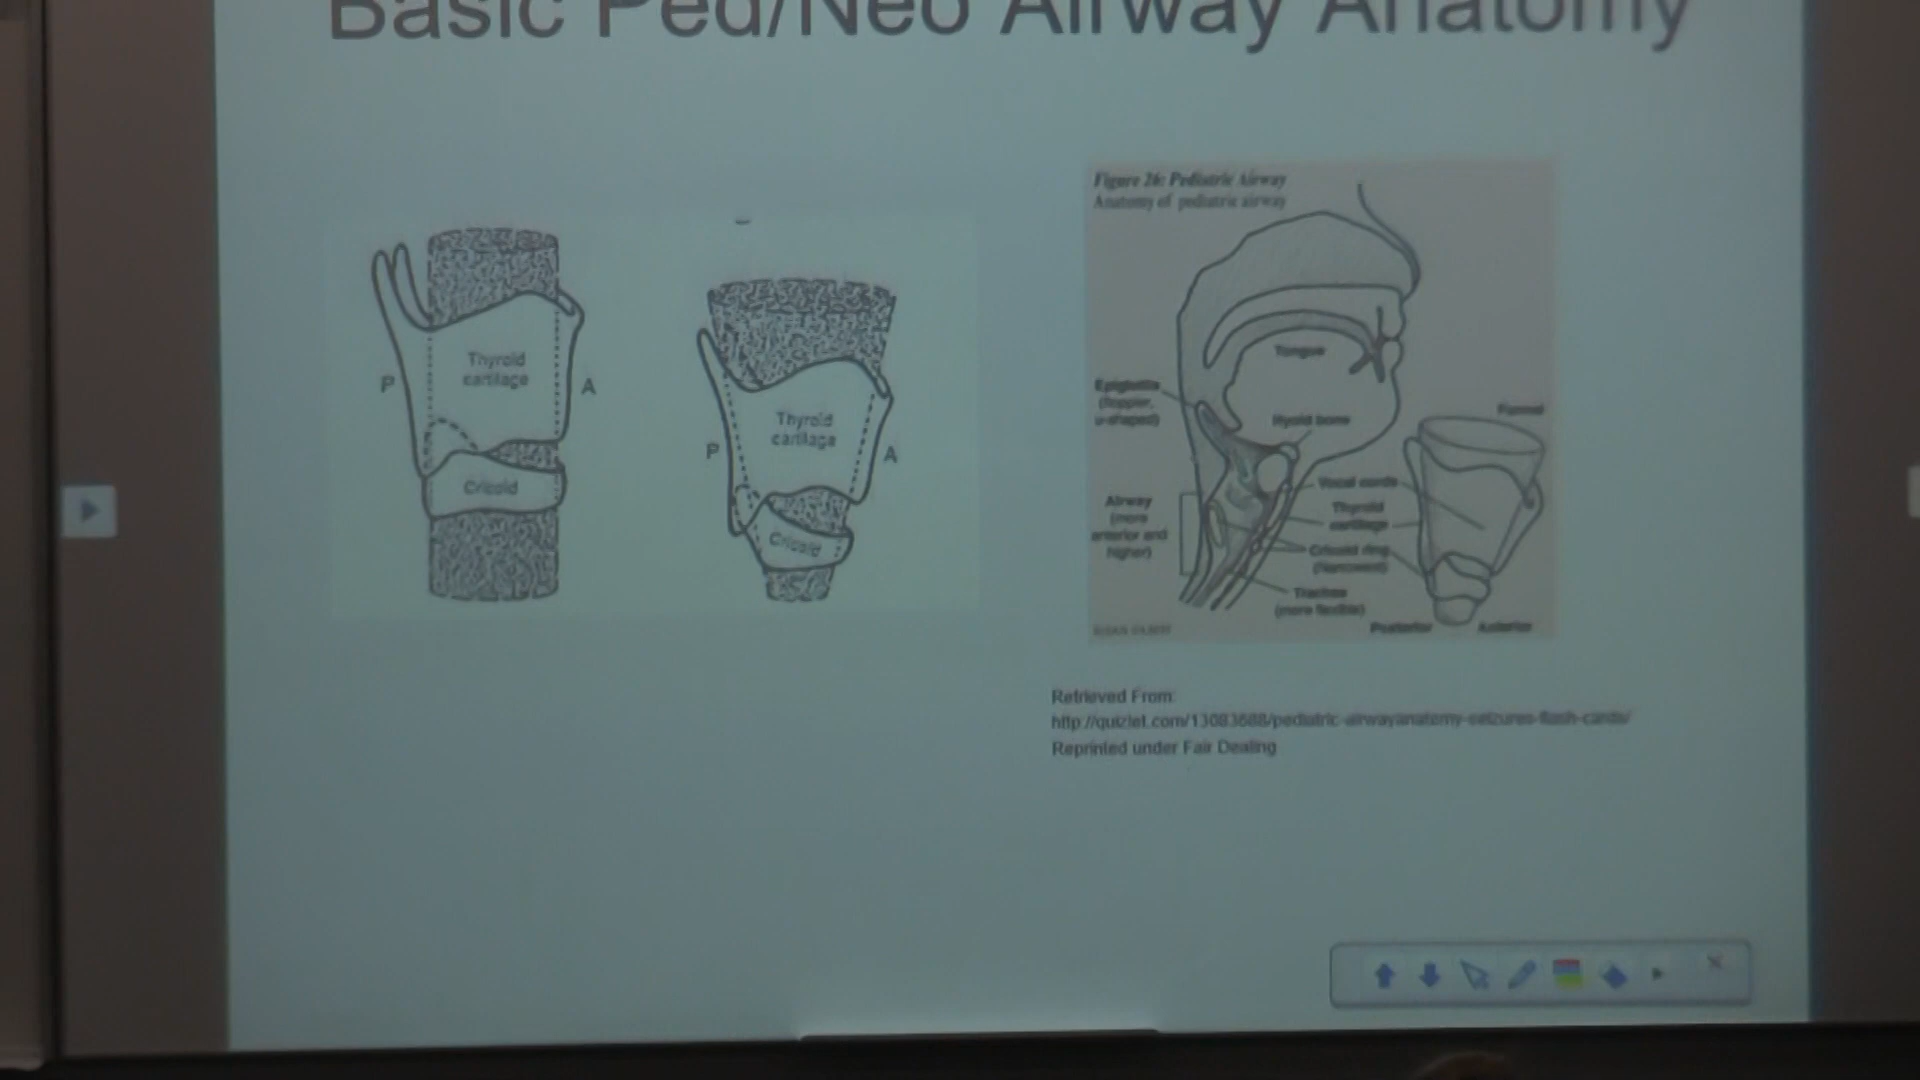 Basic Ped/Neo Airway Anatomy
Thyroid
cartilage
P
A
Cricoid
Thyroid
cartilage
P
A
Cricoid
Figure 26: Pediatric Airway
Anatomy of pediatric airway
Tongue
Epiglottis
(floppier,
u-shaped)
Hyoid bone
Funnel
Vocal cords
Airway
(more
anterior and
higher)
Thyroid
cartilage
Cricoid ring
(narrowest)
Trachea
(more flexible)
Posterior
Anterior
Retrieved From:
http://quizlet.com/13083688/pediatric-airwayanatomy-seizures-flash-cards/
Reprinted under Fair Dealing